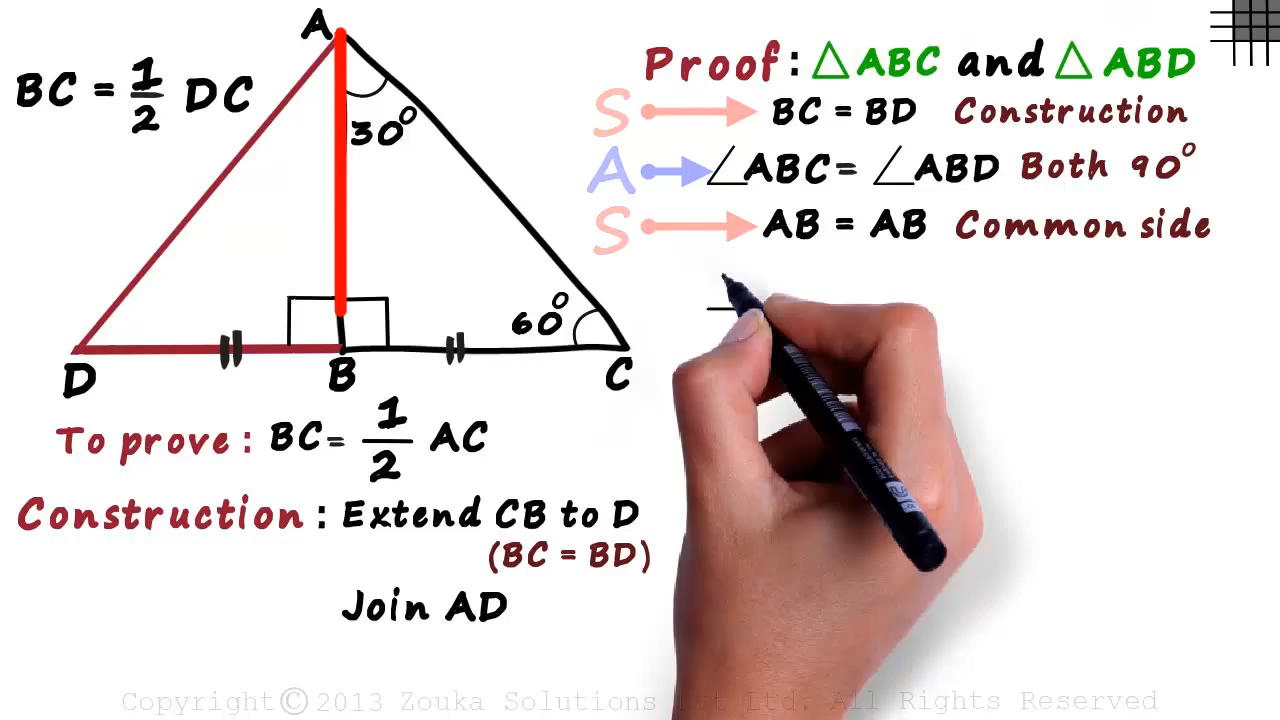 A
BC = 1/2 DC
30°
60°
D B C
To prove : BC = 1/2 AC
Construction : Extend CB to D
(BC = BD)
Join AD
Proof : △ABC and △ABD
S BC = BD Construction
A ∠ABC = ∠ABD Both 90°
S AB = AB Common side
Copyright © 2013 Zouka Solutions Pvt Ltd. All Rights Reserved